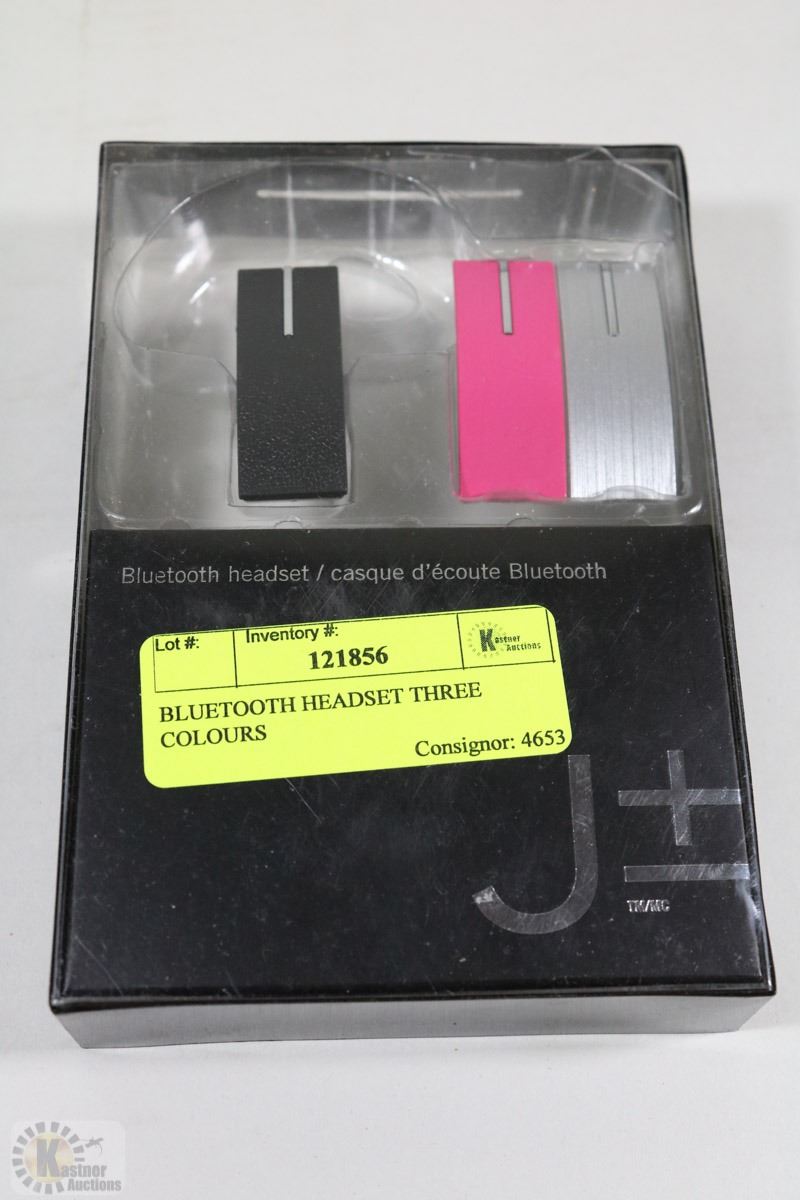 Bluetooth headset / casque d'écoute Bluetooth
Lot #:
Inventory #:
121856
Kastner
Auctions
BLUETOOTH HEADSET THREE
COLOURS
Consignor: 4653
J±
TM/MC
Kastner
Auctions